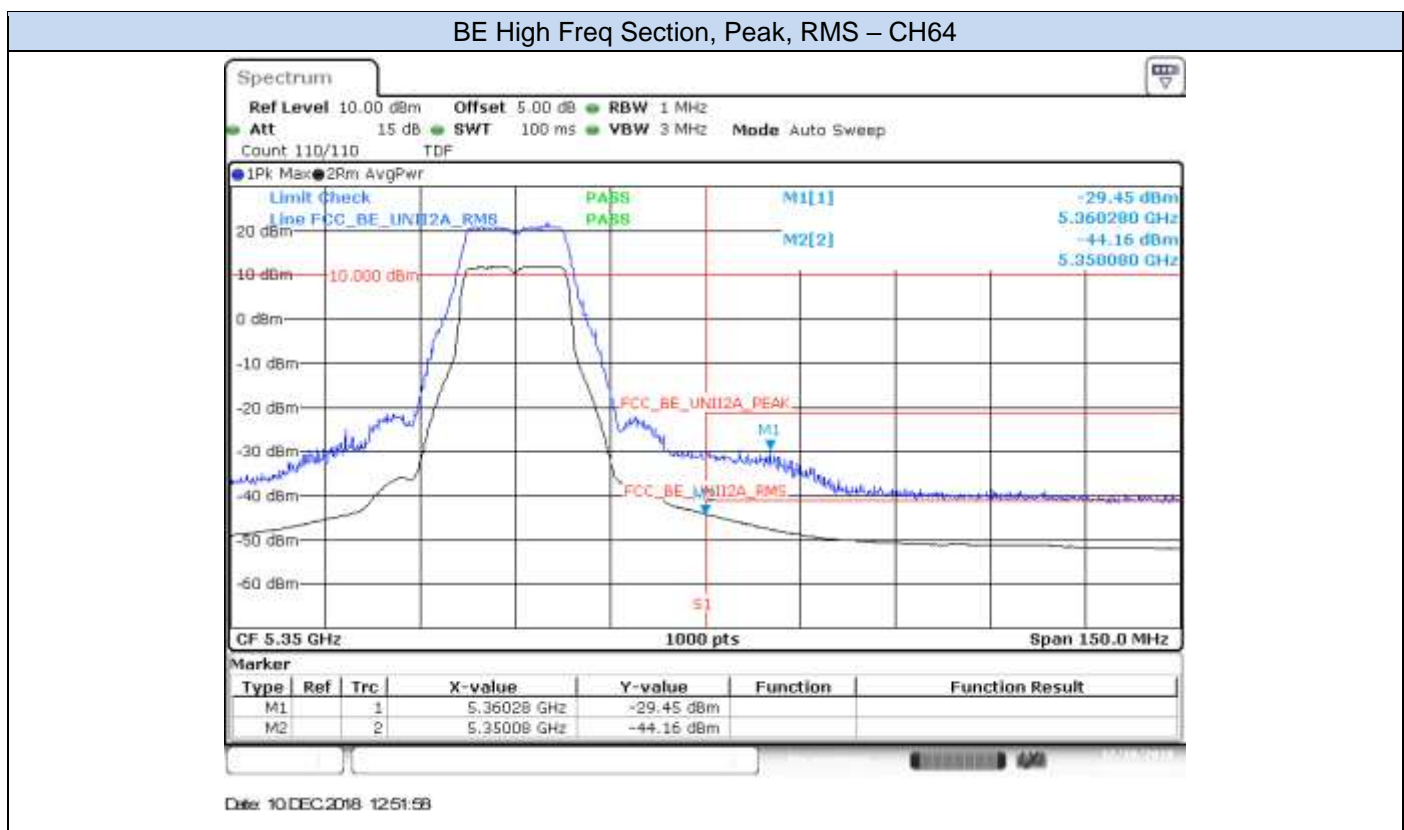 BE High Freq Section, Peak, RMS – CH64
Spectrum
Ref Level 10.00 dBm Offset 5.00 dB RBW 1 MHz
Att 15 dB SWT 100 ms VBW 3 MHz Mode Auto Sweep
Count 110/110 TDF
1Pk Max 2Rm AvgPwr
Limit Check PASS M1[1] -29.45 dBm
Line FCC_BE_UNII2A_RMS PASS 5.360280 GHz
20 dBm M2[2] -44.16 dBm
5.350080 GHz
10 dBm 10.000 dBm
0 dBm
-10 dBm
-20 dBm FCC_BE_UNII2A_PEAK
M1
-30 dBm
-40 dBm FCC_BE_UNII2A_RMS
-50 dBm
-60 dBm
S1
CF 5.35 GHz 1000 pts Span 150.0 MHz
Marker
Type Ref Trc X-value Y-value Function Function Result
M1 1 5.36028 GHz -29.45 dBm
M2 2 5.35008 GHz -44.16 dBm
Date: 10.DEC.2018 12:51:58